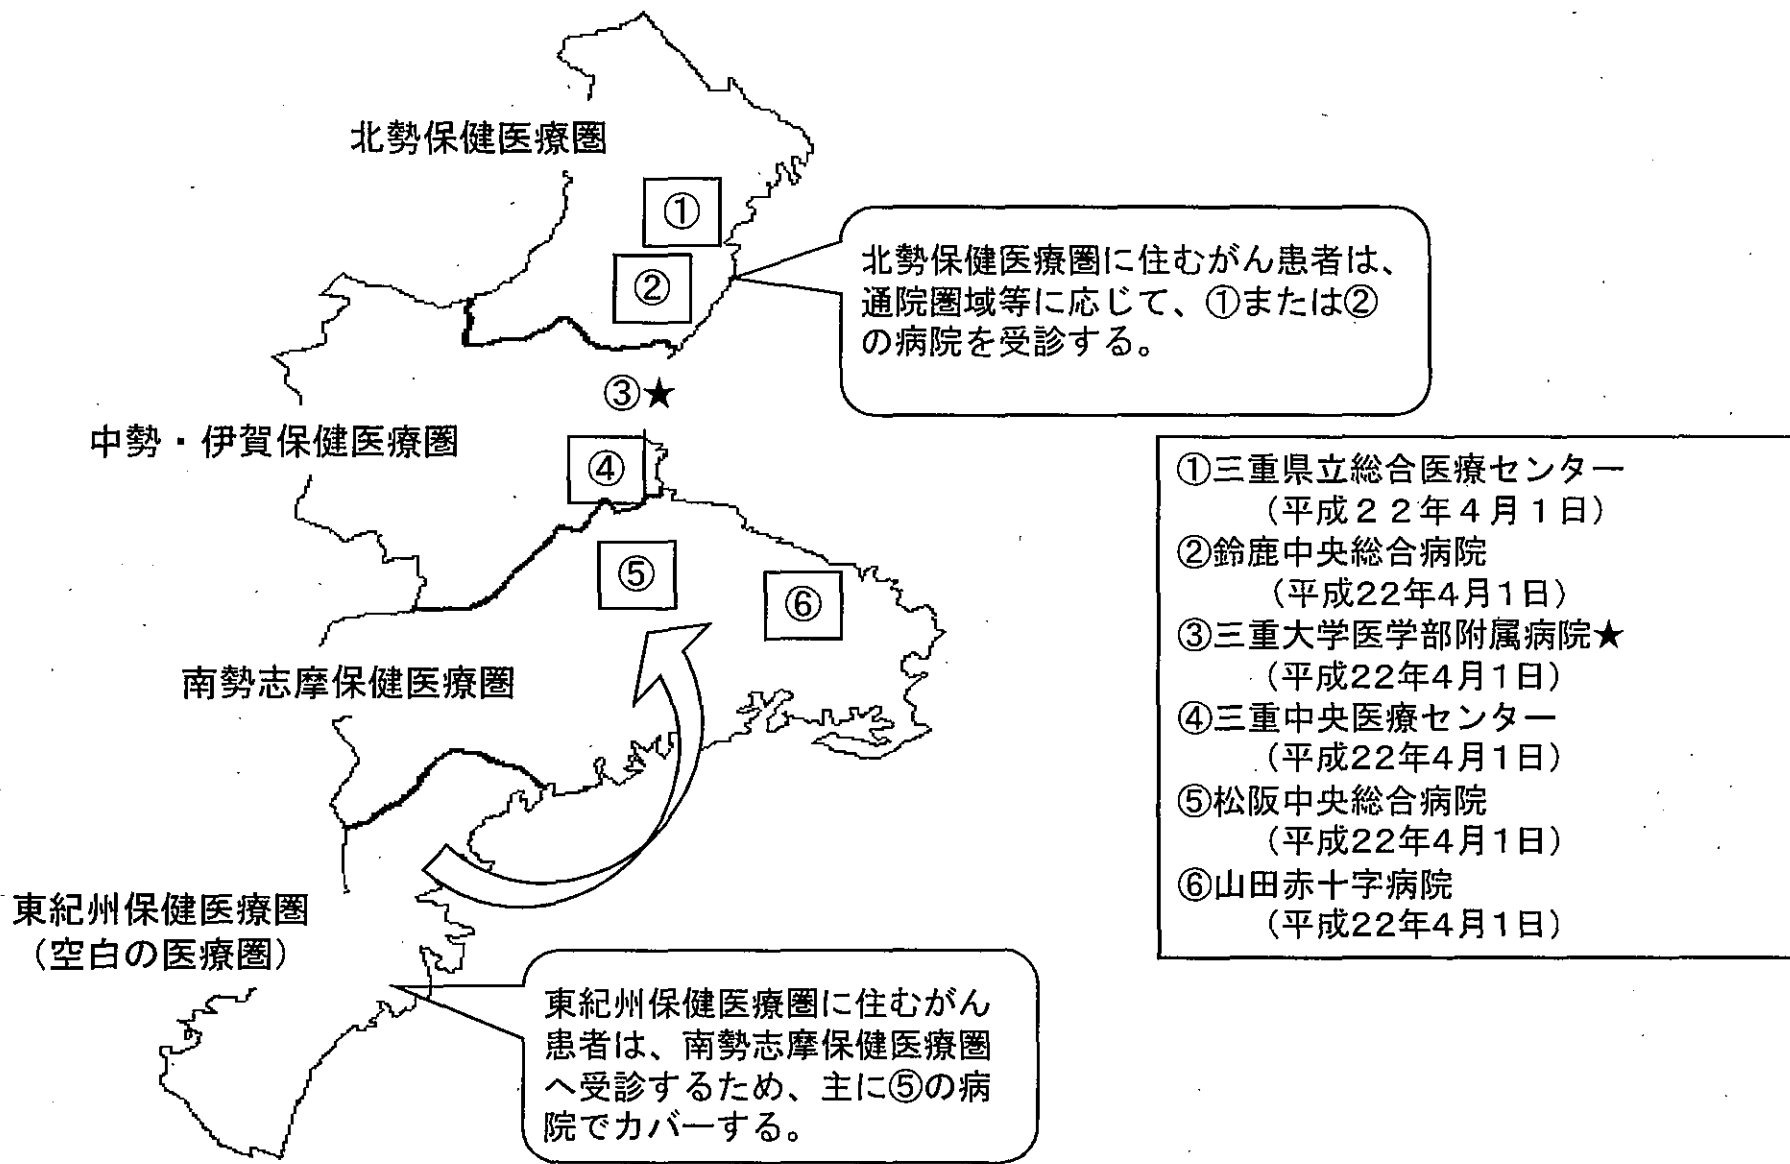 北勢保健医療圏
①
②
北勢保健医療圏に住むがん患者は、
通院圏域等に応じて、①または②
の病院を受診する。
③★
中勢・伊賀保健医療圏
④
⑤
⑥
南勢志摩保健医療圏
東紀州保健医療圏
（空白の医療圏）
東紀州保健医療圏に住むがん
患者は、南勢志摩保健医療圏
へ受診するため、主に⑤の病
院でカバーする。
①三重県立総合医療センター
（平成２２年４月１日）
②鈴鹿中央総合病院
（平成22年4月1日）
③三重大学医学部附属病院★
（平成22年4月1日）
④三重中央医療センター
（平成22年4月1日）
⑤松阪中央総合病院
（平成22年4月1日）
⑥山田赤十字病院
（平成22年4月1日）